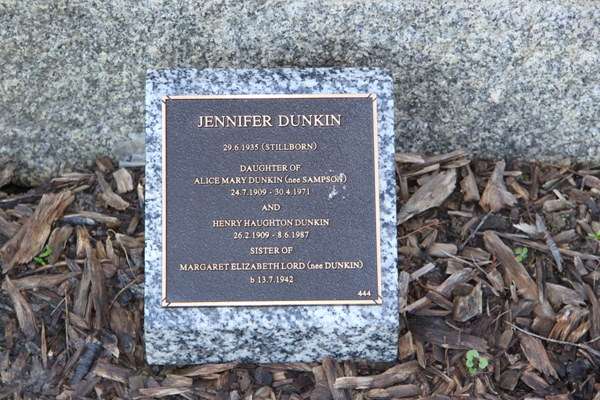 JENNIFER DUNKIN
29.6.1935 (STILLBORN)
DAUGHTER OF
ALICE MARY DUNKIN (nee SAMPSON)
24.7.1909 - 30.4.1971
AND
HENRY HAUGHTON DUNKIN
26.2.1909 - 8.6.1987
SISTER OF
MARGARET ELIZABETH LORD (nee DUNKIN)
b 13.7.1942
444